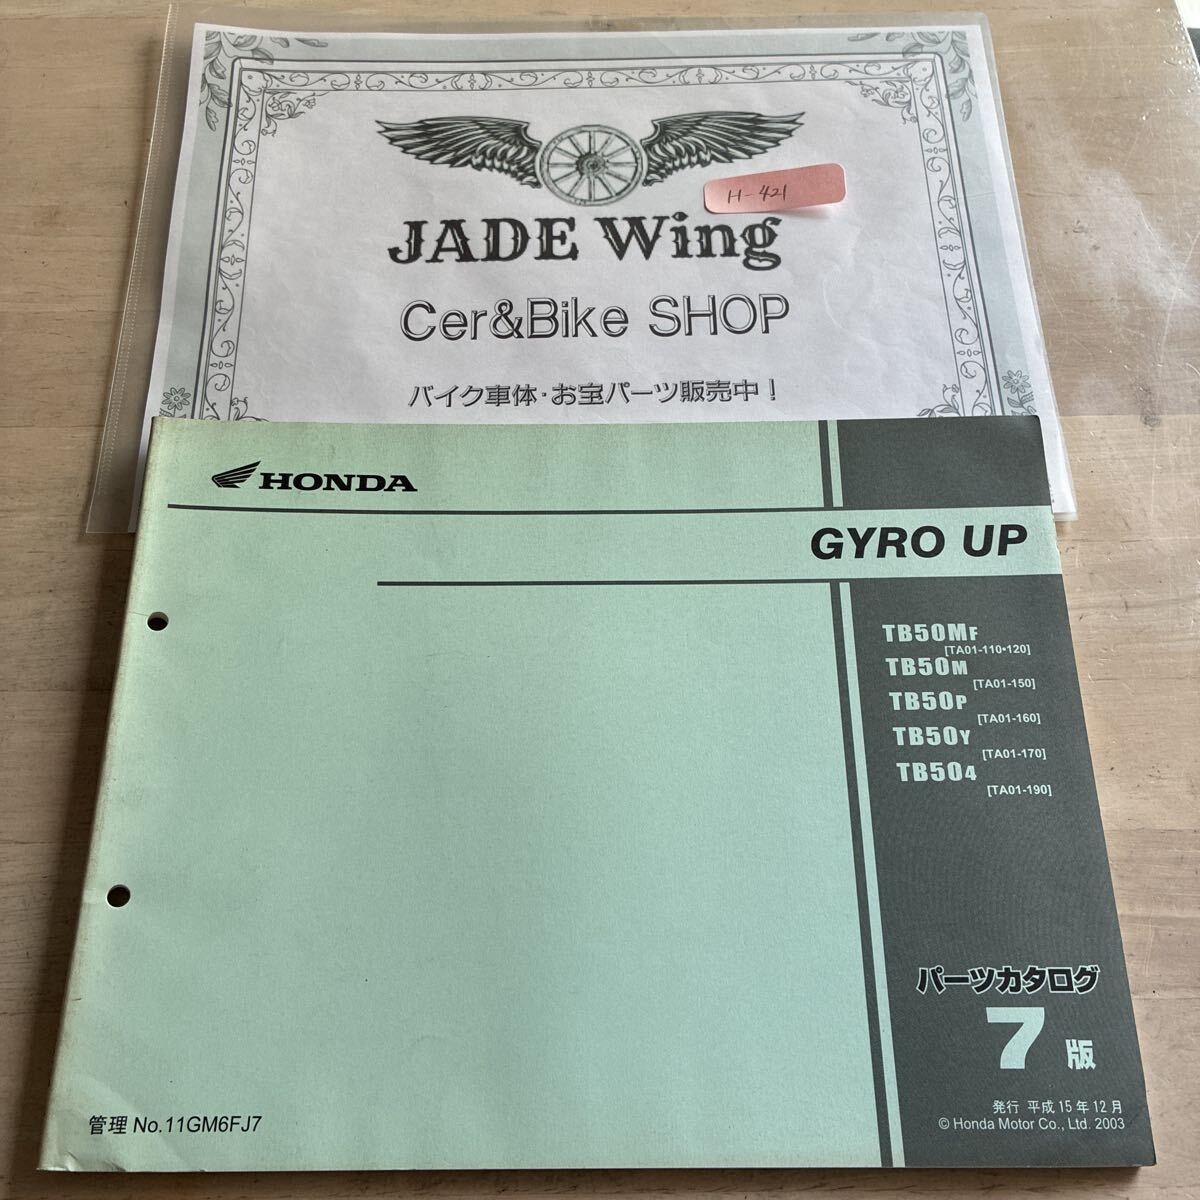 H-421
JADE Wing
Cer&Bike SHOP
バイク車体・お宝パーツ販売中!
HONDA
GYRO UP
TB50MF
[TA01-110•120]
TB50M
[TA01-150]
TB50P
[TA01-160]
TB50Y
[TA01-170]
TB504
[TA01-190]
パーツカタログ
7版
管理 No.11GM6FJ7
発行 平成15年12月
© Honda Motor Co., Ltd. 2003